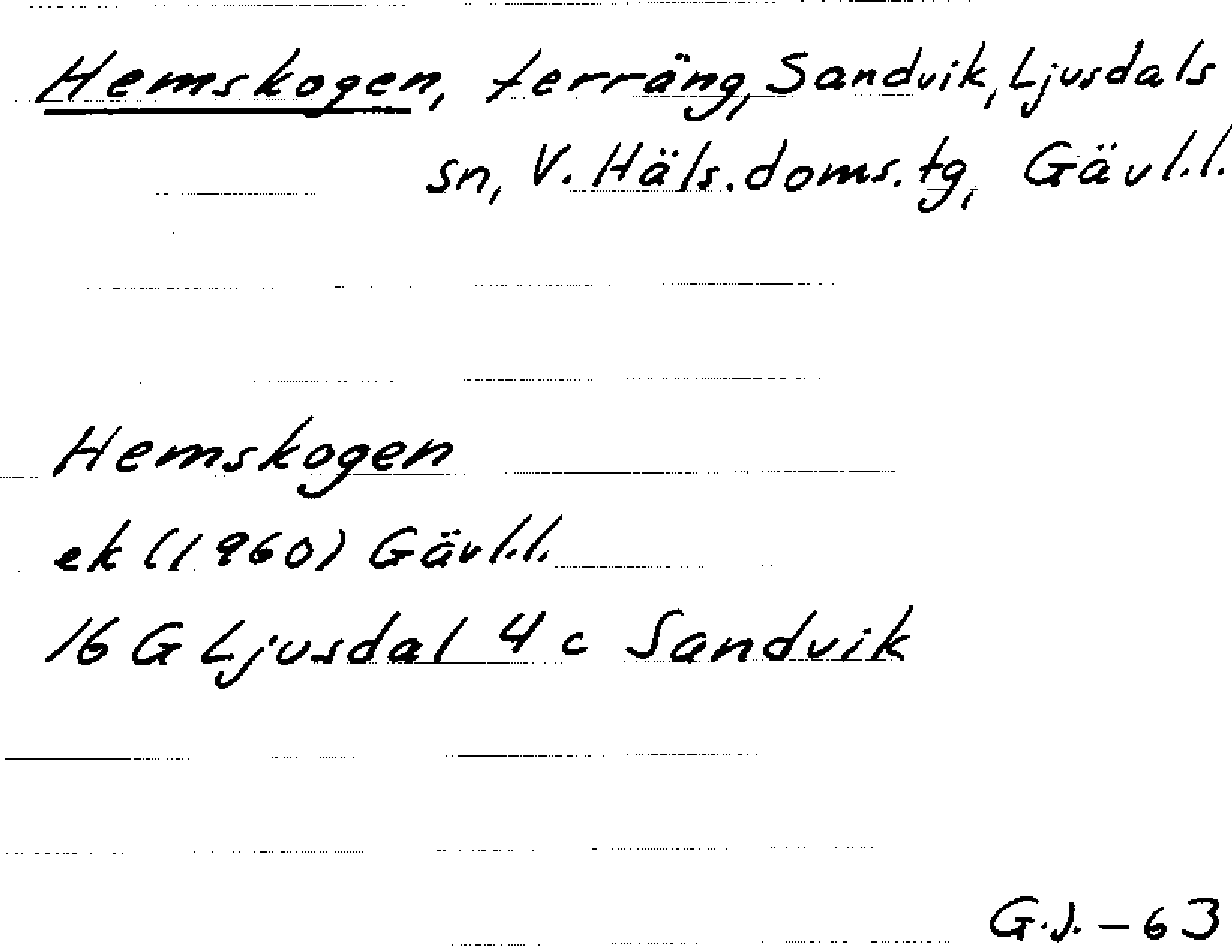 Hemskogen, terräng, Sandvik, Ljusdals
sn, V. Häls. doms. tg, Gävl.l.
Hemskogen
ek (1960) Gävl.l.
16 G Ljusdal 4 c Sandvik
G.J. - 63